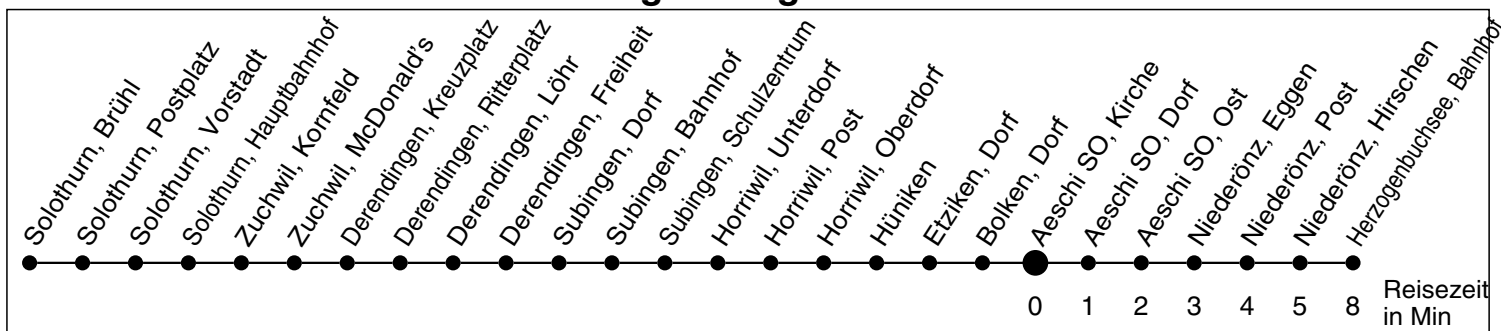 Solothurn, Brühl
Solothurn, Postplatz
Solothurn, Vorstadt
Solothurn, Hauptbahnhof
Zuchwil, Kornfeld
Zuchwil, McDonald's
Derendingen, Kreuzplatz
Derendingen, Ritterplatz
Derendingen, Löhr
Derendingen, Freiheit
Subingen, Dorf
Subingen, Bahnhof
Subingen, Schulzentrum
Horriwil, Unterdorf
Horriwil, Post
Horriwil, Oberdorf
Hüniken
Etziken, Dorf
Bolken, Dorf
Aeschi SO, Kirche
Aeschi SO, Dorf
Aeschi SO, Ost
Niederönz, Eggen
Niederönz, Post
Niederönz, Hirschen
Herzogenbuchsee, Bahnhof
0 1 2 3 4 5 8
Reisezeit
in Min